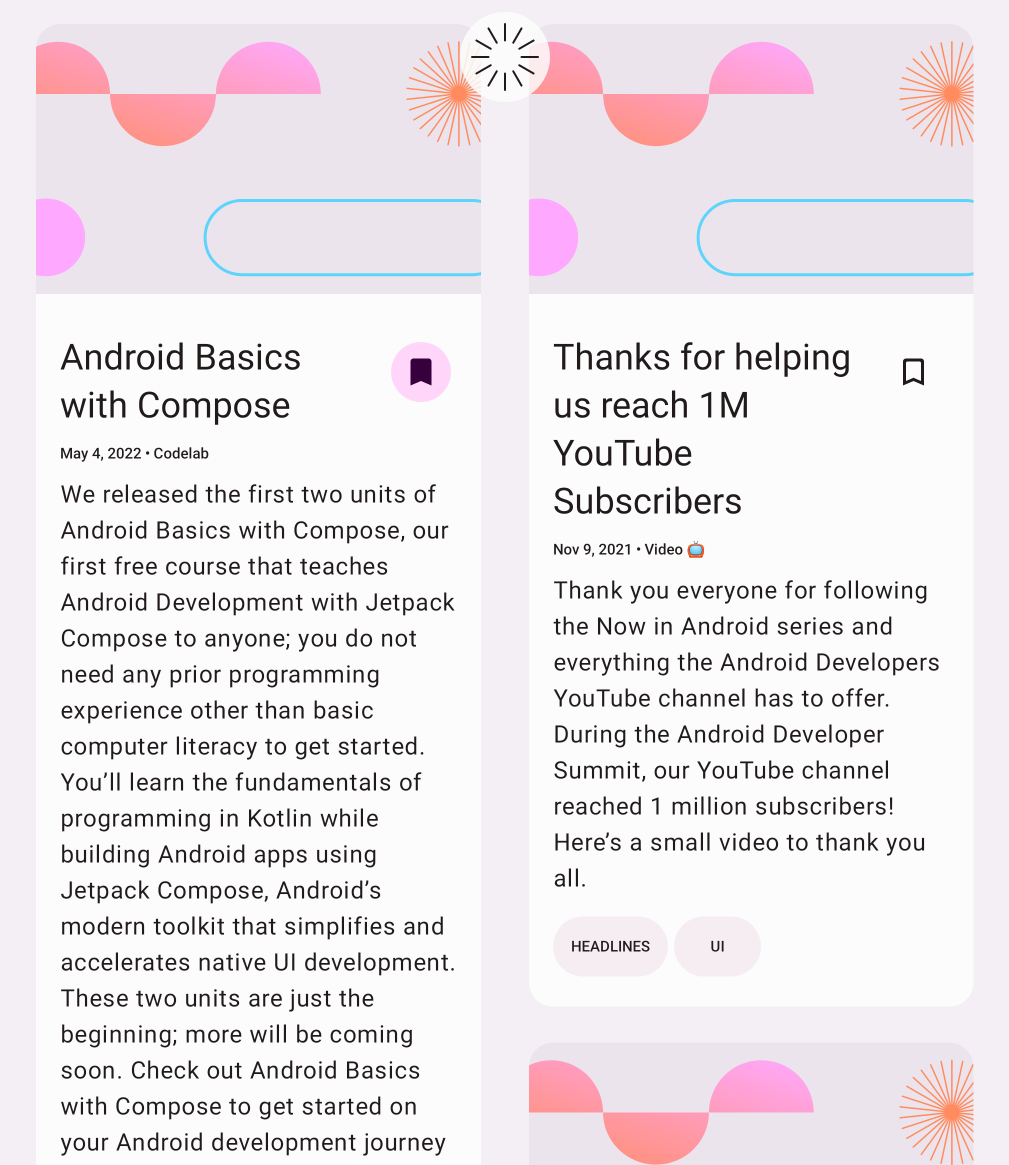 Android Basics
with Compose
May 4, 2022 • Codelab
We released the first two units of
Android Basics with Compose, our
first free course that teaches
Android Development with Jetpack
Compose to anyone; you do not
need any prior programming
experience other than basic
computer literacy to get started.
You’ll learn the fundamentals of
programming in Kotlin while
building Android apps using
Jetpack Compose, Android’s
modern toolkit that simplifies and
accelerates native UI development.
These two units are just the
beginning; more will be coming
soon. Check out Android Basics
with Compose to get started on
your Android development journey
Thanks for helping
us reach 1M
YouTube
Subscribers
Nov 9, 2021 • Video 📺
Thank you everyone for following
the Now in Android series and
everything the Android Developers
YouTube channel has to offer.
During the Android Developer
Summit, our YouTube channel
reached 1 million subscribers!
Here’s a small video to thank you
all.
HEADLINES
UI